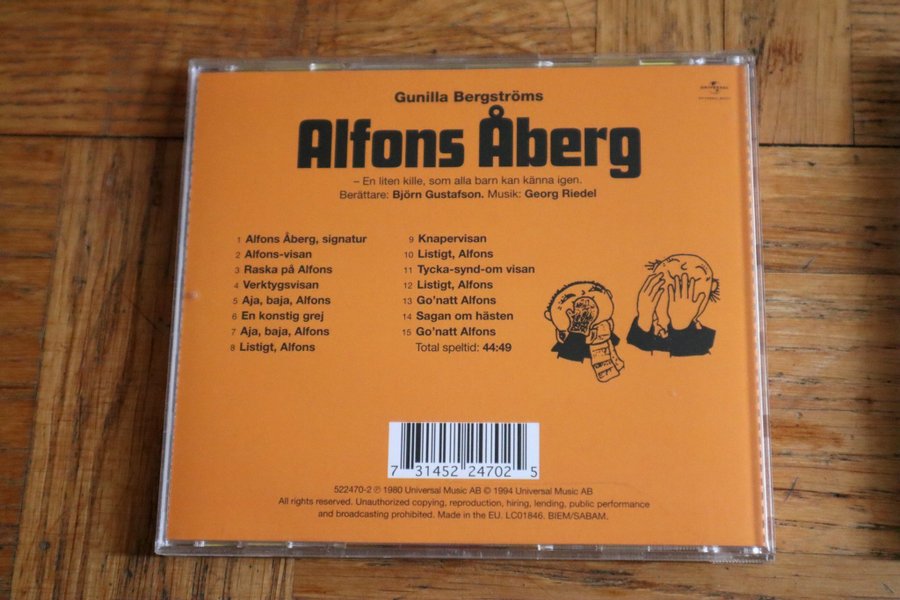 UNIVERSAL
Gunilla Bergströms
Alfons Åberg
– En liten kille, som alla barn kan känna igen.
Berättare: Björn Gustafson. Musik: Georg Riedel
1 Alfons Åberg, signatur
2 Alfons-visan
3 Raska på Alfons
4 Verktygsvisan
5 Aja, baja, Alfons
6 En konstig grej
7 Aja, baja, Alfons
8 Listigt, Alfons
9 Knapervisan
10 Listigt, Alfons
11 Tycka-synd-om visan
12 Listigt, Alfons
13 Go'natt Alfons
14 Sagan om hästen
15 Go'natt Alfons
Total speltid: 44:49
7 31452 24702 5
522470-2 ℗ 1980 Universal Music AB © 1994 Universal Music AB
All rights reserved. Unauthorized copying, reproduction, hiring, lending, public performance
and broadcasting prohibited. Made in the EU. LC01846. BIEM/SABAM.